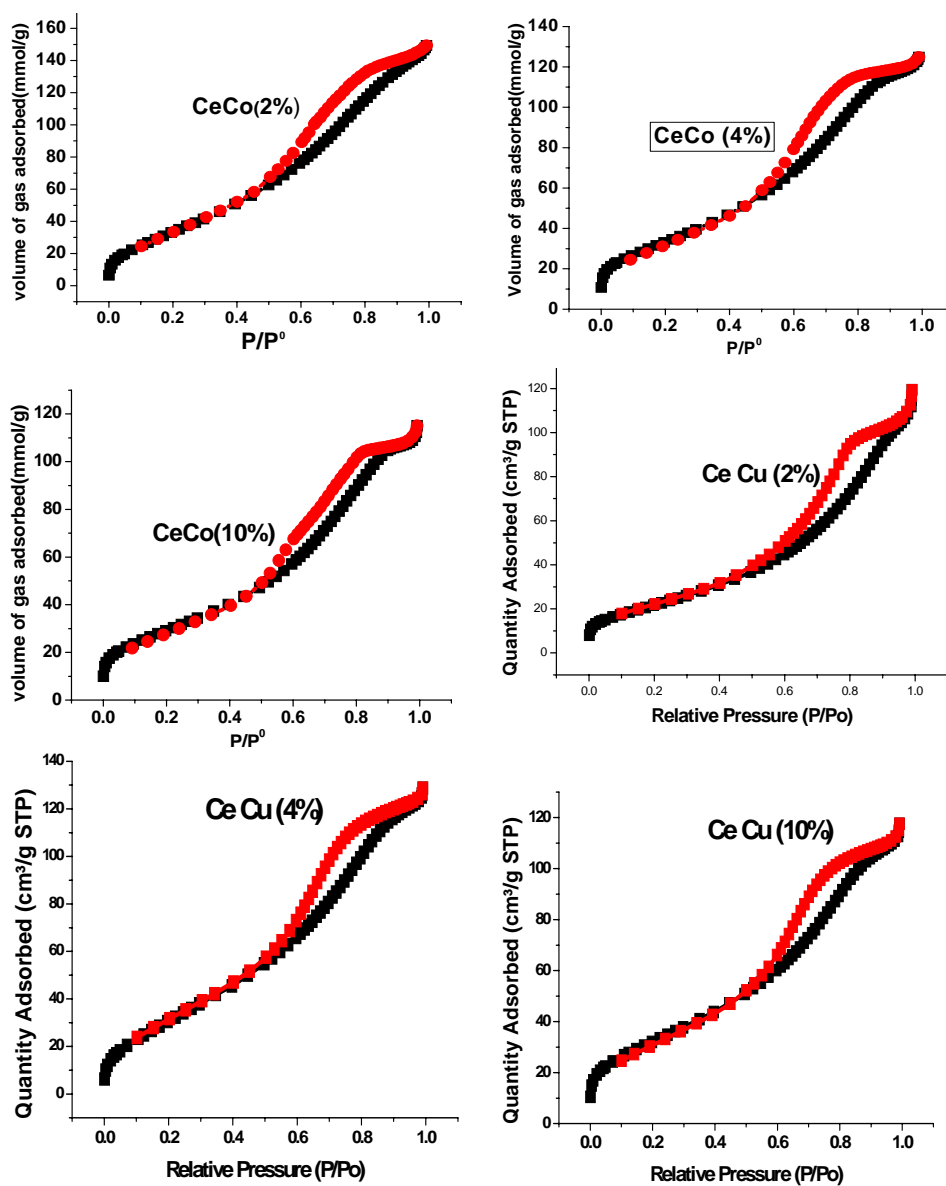 160
140
120
100
80
60
40
20
0
volume of gas adsorbed(mmol/g)
CeCo(2%)
0.0 0.2 0.4 0.6 0.8 1.0
P/P⁰
140
120
100
80
60
40
20
0
Volume of gas adsorbed(mmol/g)
CeCo (4%)
0.0 0.2 0.4 0.6 0.8 1.0
P/P⁰
120
100
80
60
40
20
0
volume of gas adsorbed(mmol/g)
CeCo(10%)
0.0 0.2 0.4 0.6 0.8 1.0
P/P⁰
120
100
80
60
40
20
0
Quantity Adsorbed (cm³/g STP)
Ce Cu (2%)
0.0 0.2 0.4 0.6 0.8 1.0
Relative Pressure (P/Po)
140
120
100
80
60
40
20
0
Quantity Adsorbed (cm³/g STP)
Ce Cu (4%)
0.0 0.2 0.4 0.6 0.8 1.0
Relative Pressure (P/Po)
120
100
80
60
40
20
0
Quantity Adsorbed (cm³/g STP)
Ce Cu (10%)
0.0 0.2 0.4 0.6 0.8 1.0
Relative Pressure (P/Po)